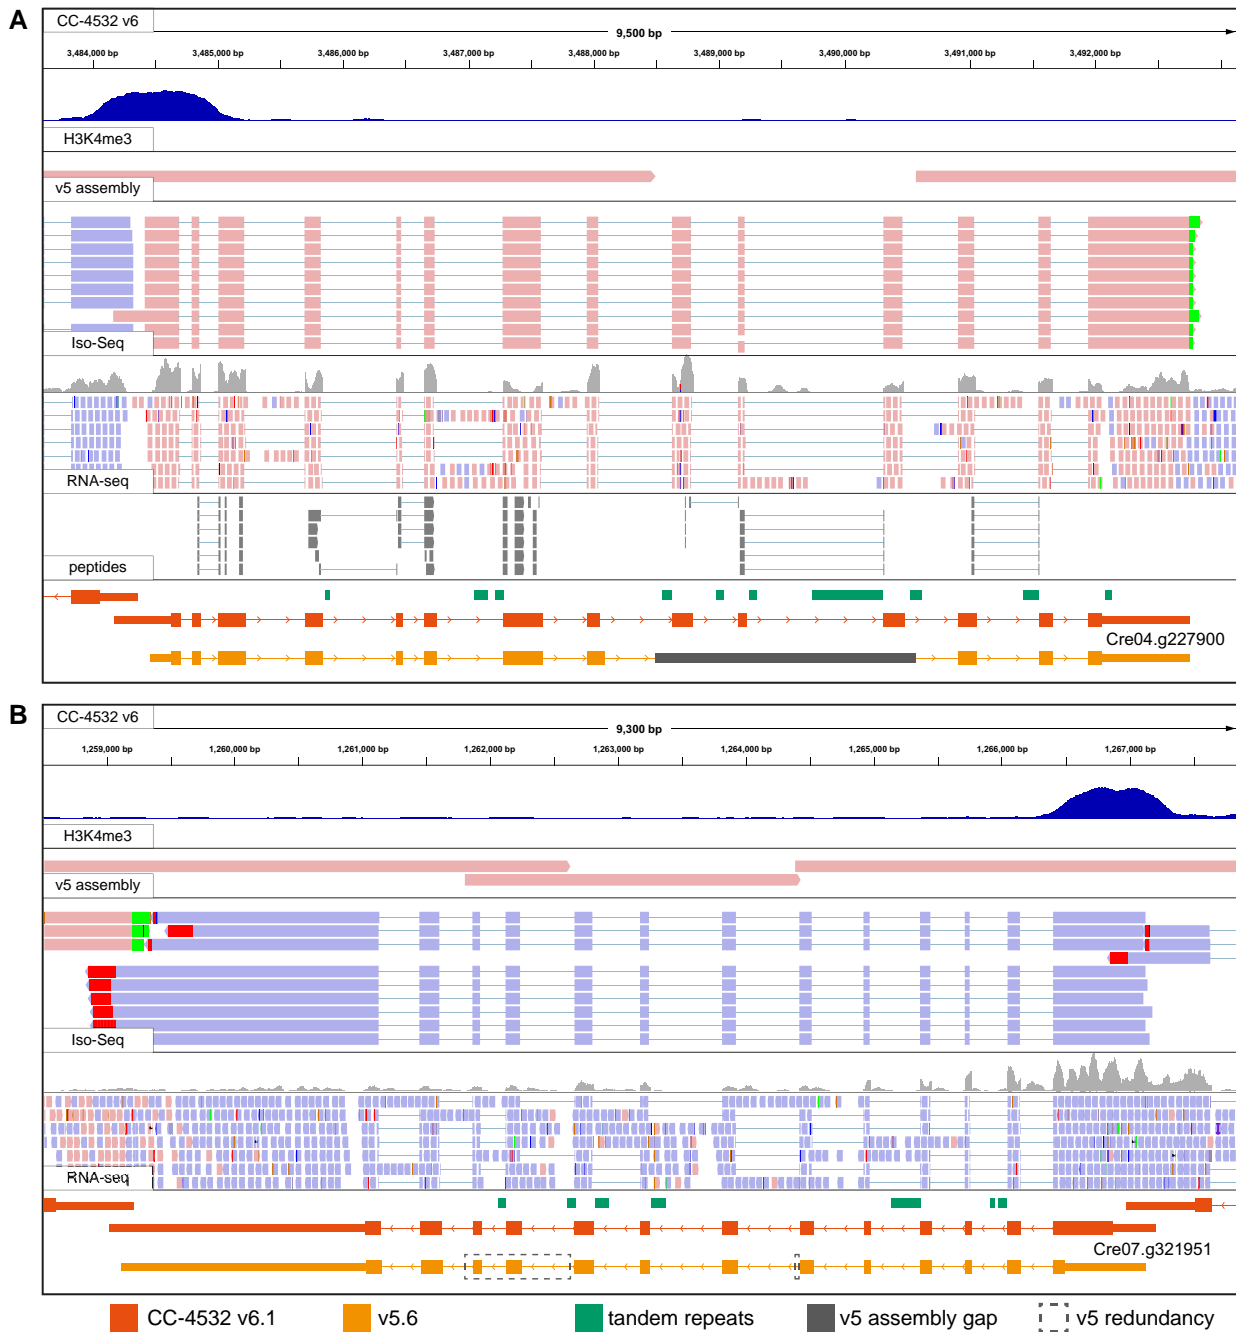 A
CC-4532 v6
9,500 bp
3,484,000 bp 3,485,000 bp 3,486,000 bp 3,487,000 bp 3,488,000 bp 3,489,000 bp 3,490,000 bp 3,491,000 bp 3,492,000 bp
H3K4me3
v5 assembly
Iso-Seq
RNA-seq
peptides
Cre04.g227900
B
CC-4532 v6
9,300 bp
1,259,000 bp 1,260,000 bp 1,261,000 bp 1,262,000 bp 1,263,000 bp 1,264,000 bp 1,265,000 bp 1,266,000 bp 1,267,000 bp
H3K4me3
v5 assembly
Iso-Seq
RNA-seq
Cre07.g321951
CC-4532 v6.1 v5.6 tandem repeats v5 assembly gap v5 redundancy